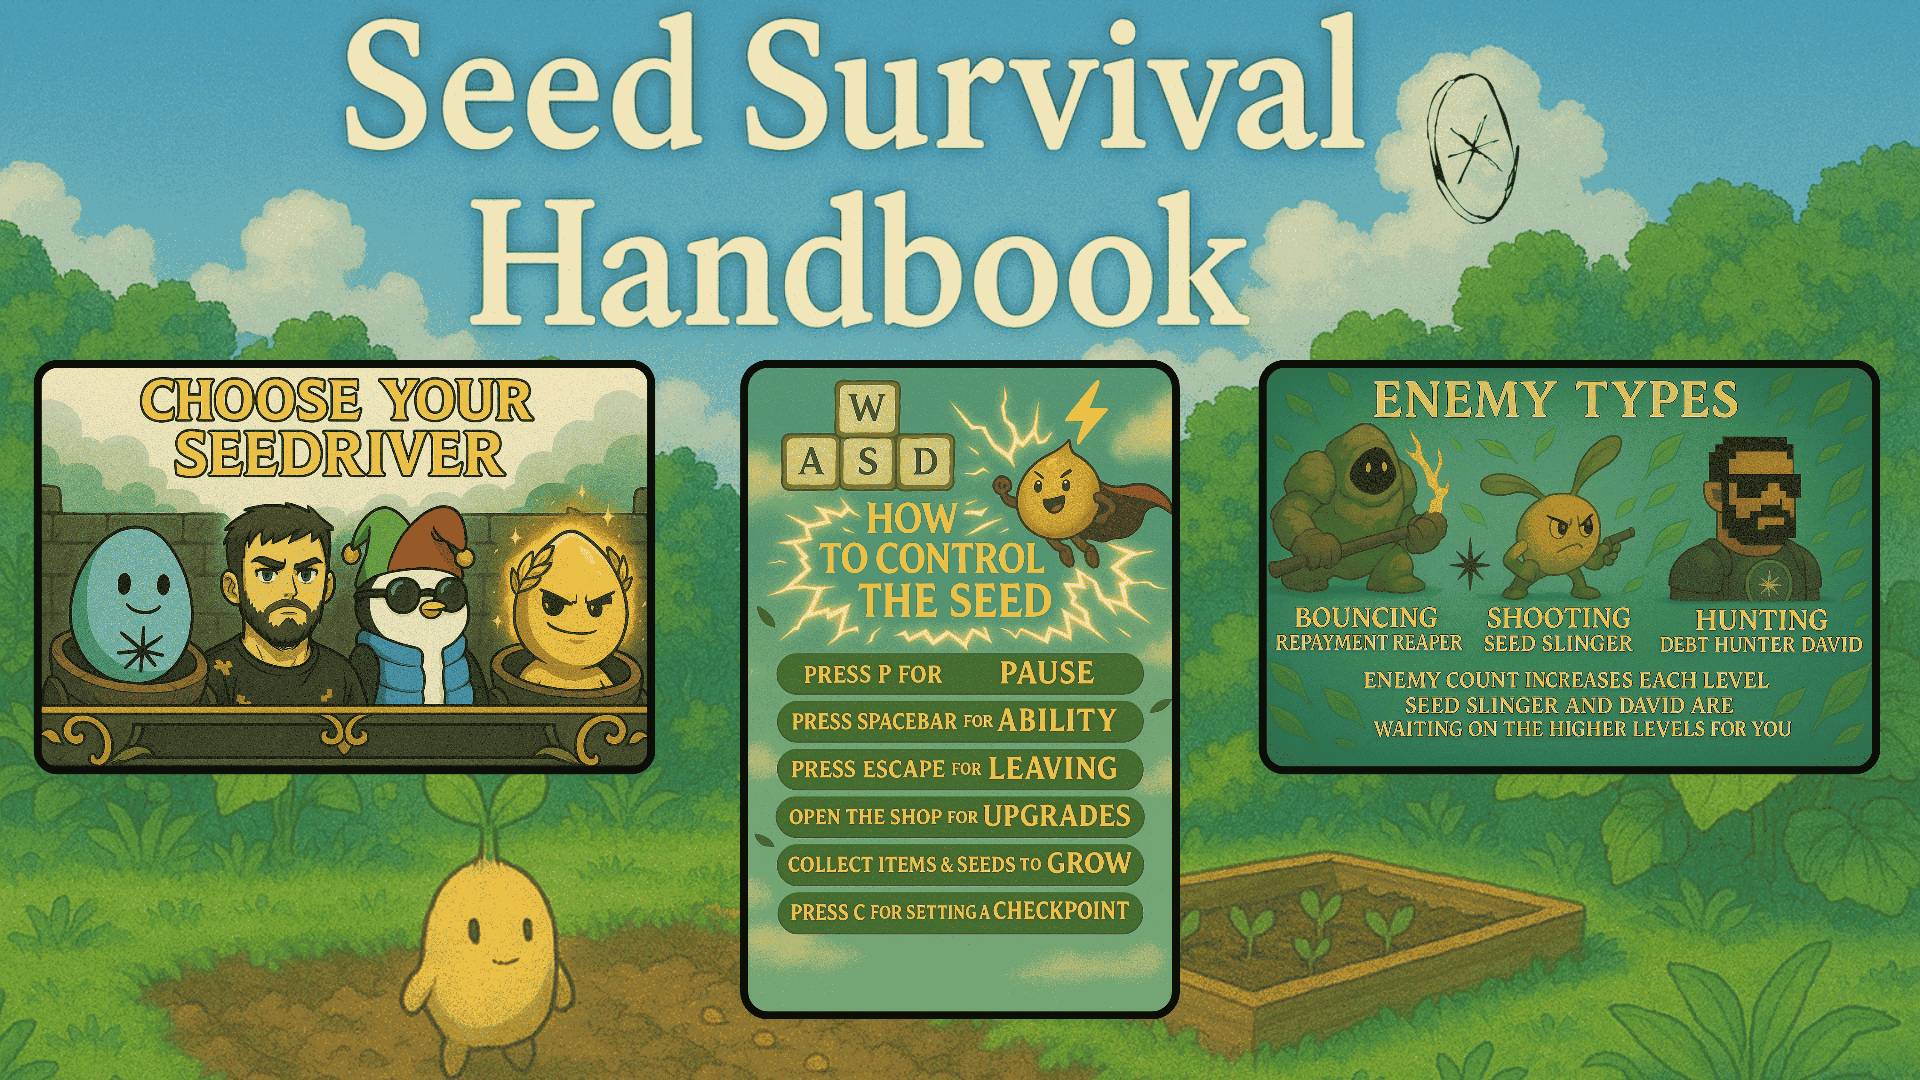 Seed Survival
Handbook
CHOOSE YOUR
SEEDRIVER
W
A S D
HOW
TO CONTROL
THE SEED
PRESS P FOR PAUSE
PRESS SPACEBAR FOR ABILITY
PRESS ESCAPE FOR LEAVING
OPEN THE SHOP FOR UPGRADES
COLLECT ITEMS & SEEDS TO GROW
PRESS C FOR SETTING A CHECKPOINT
ENEMY TYPES
BOUNCING
REPAYMENT REAPER
SHOOTING
SEED SLINGER
HUNTING
DEBT HUNTER DAVID
ENEMY COUNT INCREASES EACH LEVEL
SEED SLINGER AND DAVID ARE
WAITING ON THE HIGHER LEVELS FOR YOU